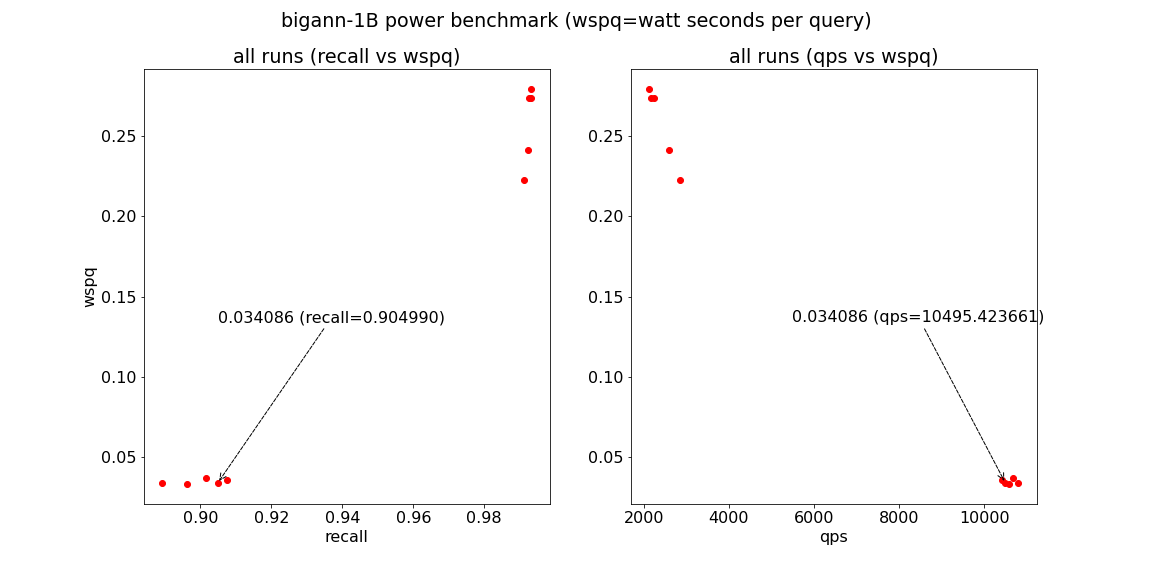 bigann-1B power benchmark (wspq=watt seconds per query)
all runs (recall vs wspq)
0.25
0.20
0.15
0.10
0.05
wspq
0.034086 (recall=0.904990)
0.90 0.92 0.94 0.96 0.98
recall
all runs (qps vs wspq)
0.25
0.20
0.15
0.10
0.05
0.034086 (qps=10495.423661)
2000 4000 6000 8000 10000
qps